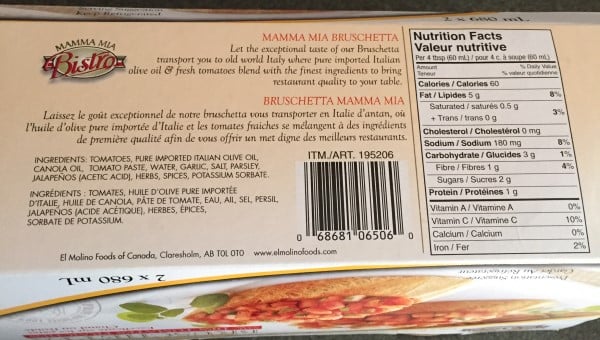 Serving Suggestion
Keep Refrigerated
2 x 680 mL
MAMMA MIA
Bistro
MAMMA MIA BRUSCHETTA
Let the exceptional taste of our Bruschetta
transport you to old world Italy where pure imported Italian
olive oil & fresh tomatoes blend with the finest ingredients to bring
restaurant quality to your table.
BRUSCHETTA MAMMA MIA
Laissez le goût exceptionnel de notre bruschetta vous transporter en Italie d'antan, où
l'huile d'olive pure importée d'Italie et les tomates fraîches se mélangent à des ingrédients
de première qualité afin de vous offrir un met digne des meilleurs restaurants.
INGREDIENTS: TOMATOES, PURE IMPORTED ITALIAN OLIVE OIL,
CANOLA OIL, TOMATO PASTE, WATER, GARLIC, SALT, PARSLEY,
JALAPEÑOS (ACETIC ACID), HERBS, SPICES, POTASSIUM SORBATE.
INGRÉDIENTS : TOMATES, HUILE D'OLIVE PURE IMPORTÉE
D'ITALIE, HUILE DE CANOLA, PÂTE DE TOMATE, EAU, AIL, SEL, PERSIL,
JALAPEÑOS (ACIDE ACÉTIQUE), HERBES, ÉPICES,
SORBATE DE POTASSIUM.
ITM./ART. 195206
0 68681 06506 0
El Molino Foods of Canada, Claresholm, AB T0L 0T0 www.elmolinofoods.com
Nutrition Facts
Valeur nutritive
Per 4 tbsp (60 mL) / pour 4 c. à soupe (60 mL)
Amount % Daily Value
Teneur % valeur quotidienne
Calories / Calories 60
Fat / Lipides 5 g 8%
Saturated / saturés 0.5 g
+ Trans / trans 0 g 3%
Cholesterol / Cholestérol 0 mg
Sodium / Sodium 180 mg 8%
Carbohydrate / Glucides 3 g 1%
Fibre / Fibres 1 g 4%
Sugars / Sucres 2 g
Protein / Protéines 1 g
Vitamin A / Vitamine A 0%
Vitamin C / Vitamine C 10%
Calcium / Calcium 0%
Iron / Fer 2%
2 x 680 mL